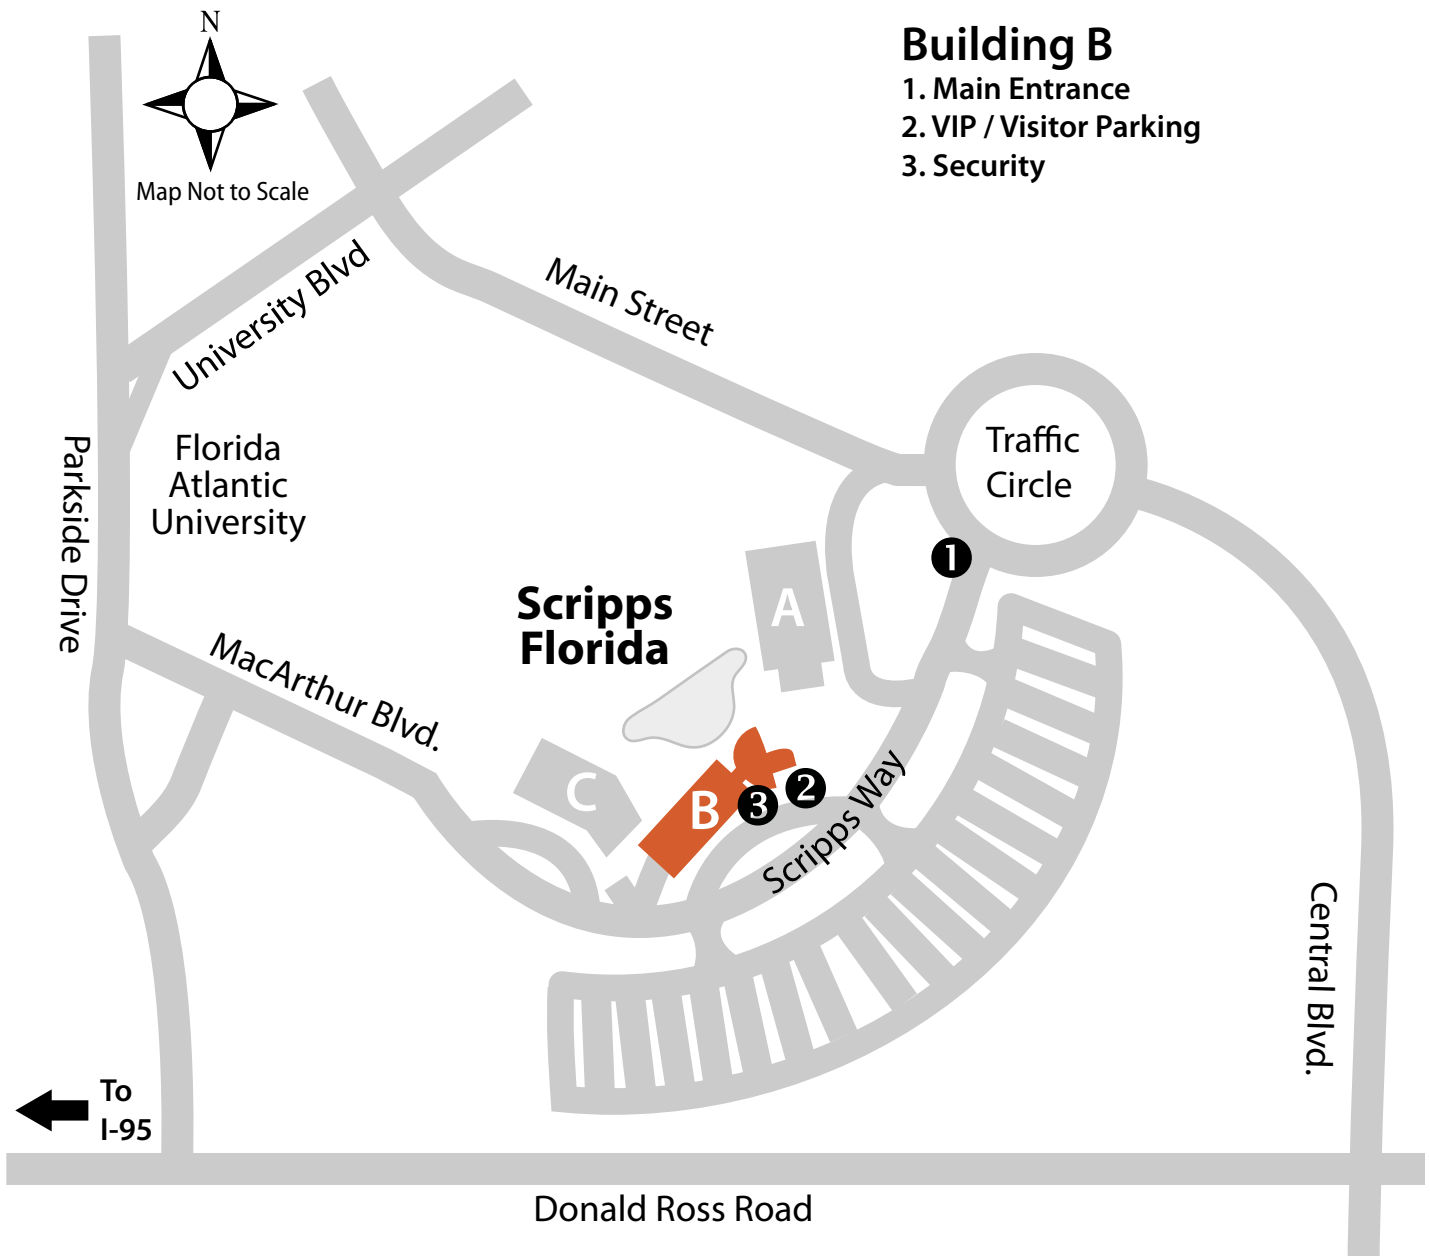 N
Map Not to Scale
Building B
1. Main Entrance
2. VIP / Visitor Parking
3. Security
University Blvd
Main Street
Traffic
Circle
Parkside Drive
Florida
Atlantic
University
1
Scripps
Florida
A
MacArthur Blvd.
C
B
3
2
Scripps Way
Central Blvd.
To
I-95
Donald Ross Road